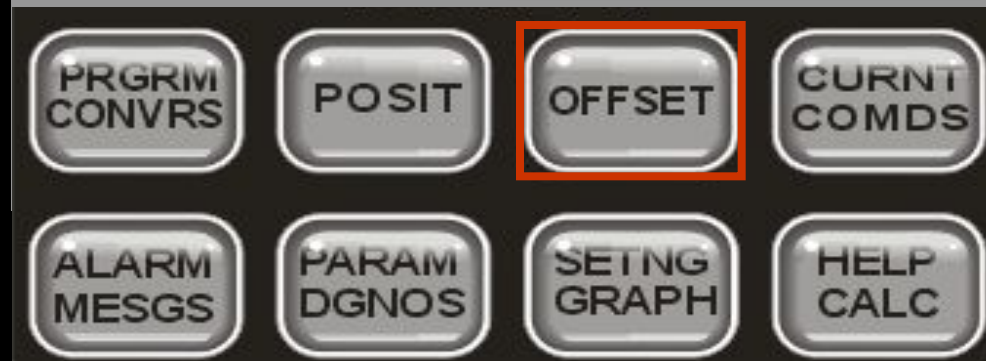 PRGRM
CONVRS
POSIT
OFFSET
CURNT
COMDS
ALARM
MESGS
PARAM
DGNOS
SETNG
GRAPH
HELP
CALC